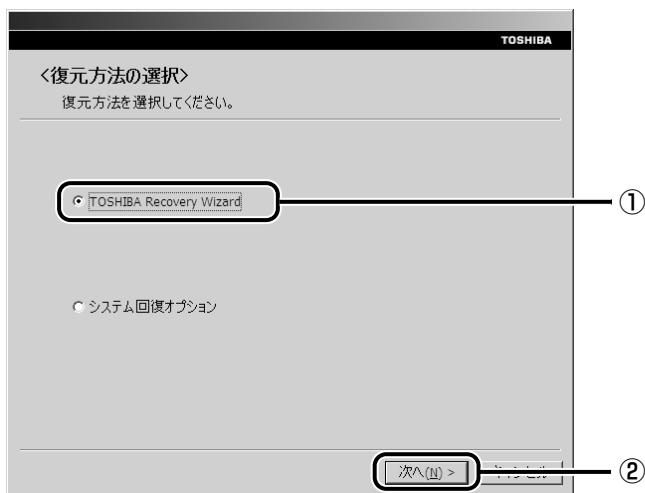 TOSHIBA
<復元方法の選択>
復元方法を選択してください。
TOSHIBA Recovery Wizard
①
システム回復オプション
次へ(N) >
②